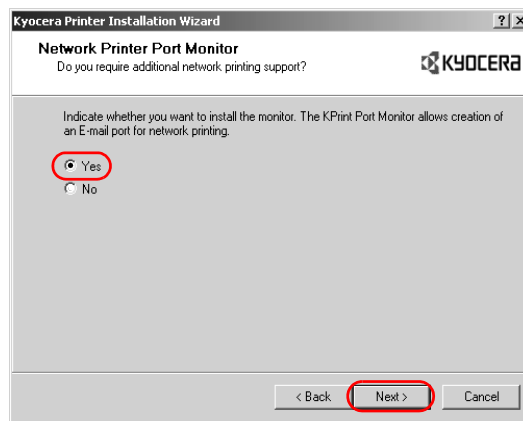 Kyocera Printer Installation Wizard
Network Printer Port Monitor
Do you require additional network printing support?
KYOCERA
Indicate whether you want to install the monitor. The KPrint Port Monitor allows creation of
an E-mail port for network printing.
Yes
No
< Back Next > Cancel